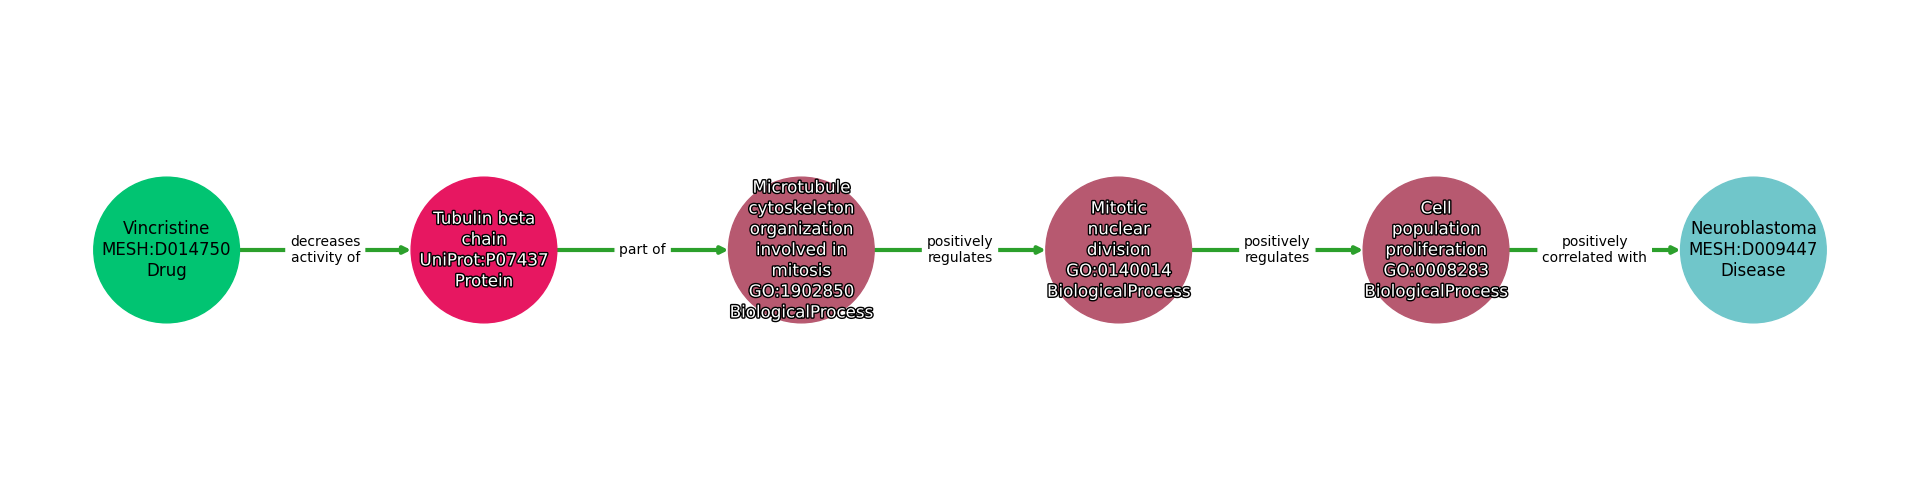 Vincristine
MESH:D014750
Drug
decreases
activity of
Tubulin beta
chain
UniProt:P07437
Protein
part of
Microtubule
cytoskeleton
organization
involved in
mitosis
GO:1902850
BiologicalProcess
positively
regulates
Mitotic
nuclear
division
GO:0140014
BiologicalProcess
positively
regulates
Cell
population
proliferation
GO:0008283
BiologicalProcess
positively
correlated with
Neuroblastoma
MESH:D009447
Disease